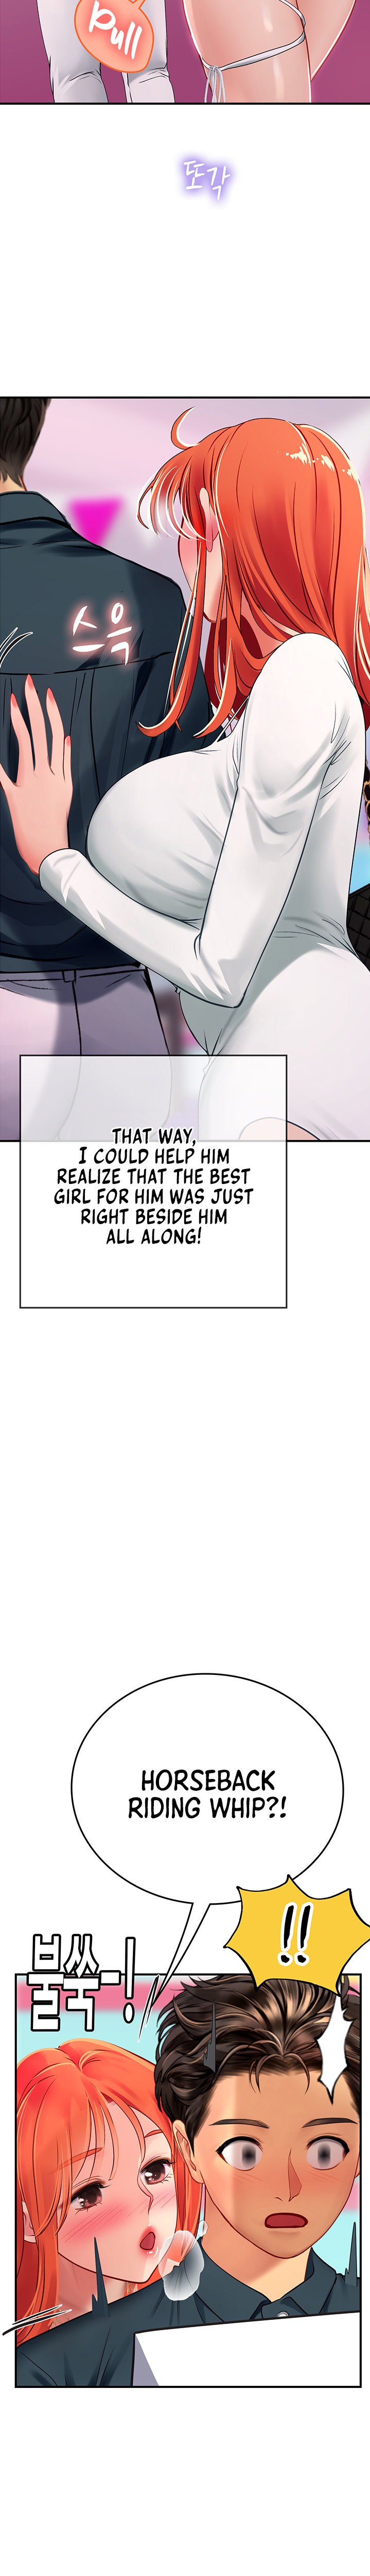 Pull
또각
스윽
THAT WAY,
I COULD HELP HIM
REALIZE THAT THE BEST
GIRL FOR HIM WAS JUST
RIGHT BESIDE HIM
ALL ALONG!
HORSEBACK
RIDING WHIP?!
!!
불쑥-!